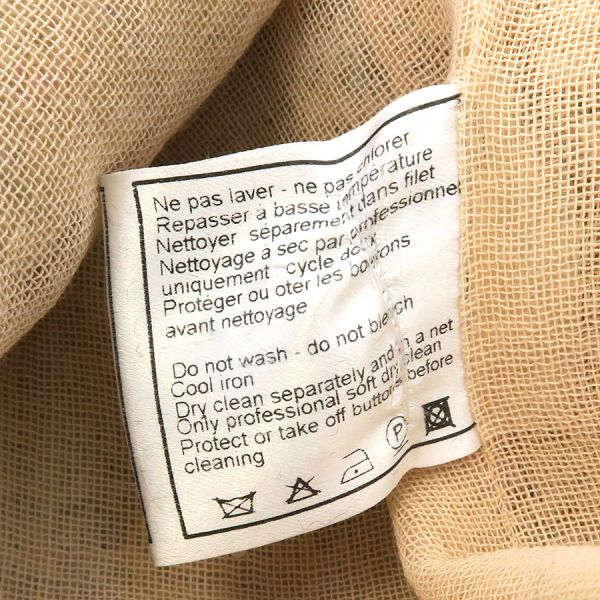 Ne pas laver - ne pas chlorer
Repasser à basse température
Nettoyer séparement dans filet
Nettoyage à sec par professionnel
uniquement cycle doux
Protéger ou oter les boutons
avant nettoyage
Do not wash - do not bleach
Cool iron
Dry clean separately and in a net
Only professional soft dry clean
Protect or take off buttons before
cleaning
P